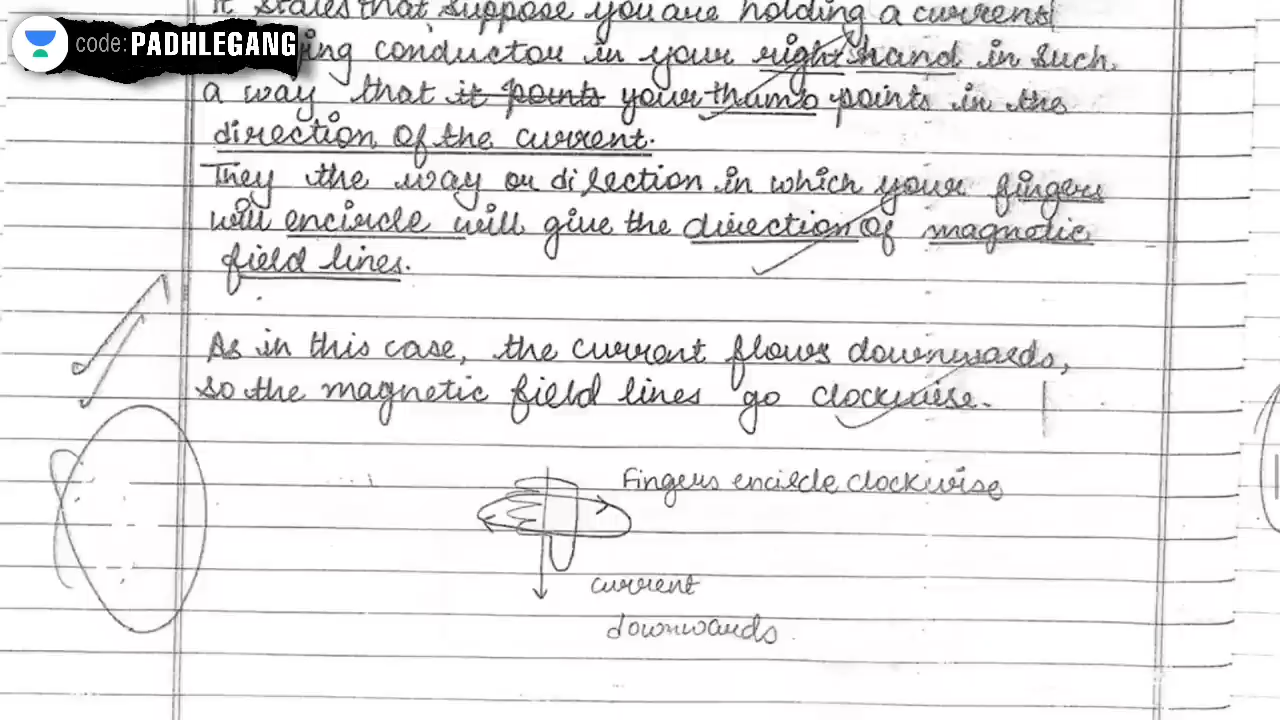 It states that suppose you are holding a current
code: PADHLEGANG
conductor in your right hand in such
a way that it points your thumb points in the
direction of the current.
They the way or direction in which your fingers
will encircle will give the direction of magnetic
field lines.
As in this case, the current flows downwards,
so the magnetic field lines go clockwise.
Fingers encircle clockwise
current
downwards